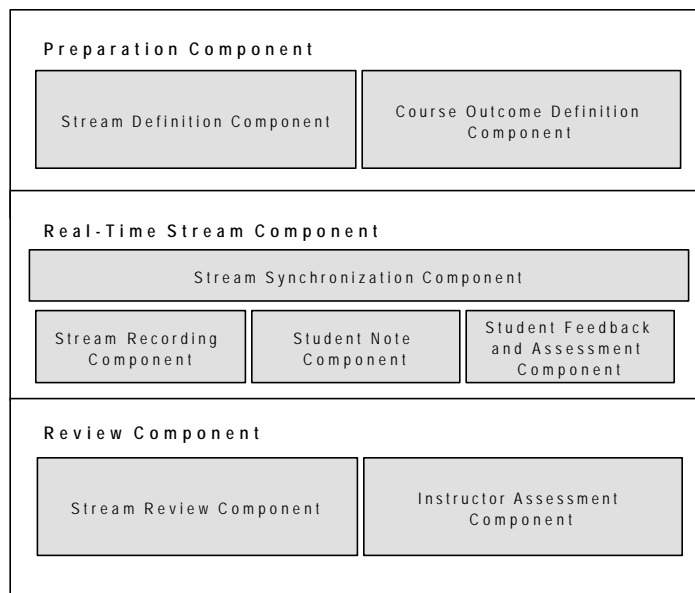 Preparation Component
Stream Definition Component
Course Outcome Definition
Component
Real-Time Stream Component
Stream Synchronization Component
Stream Recording
Component
Student Note
Component
Student Feedback
and Assessment
Component
Review Component
Stream Review Component
Instructor Assessment
Component